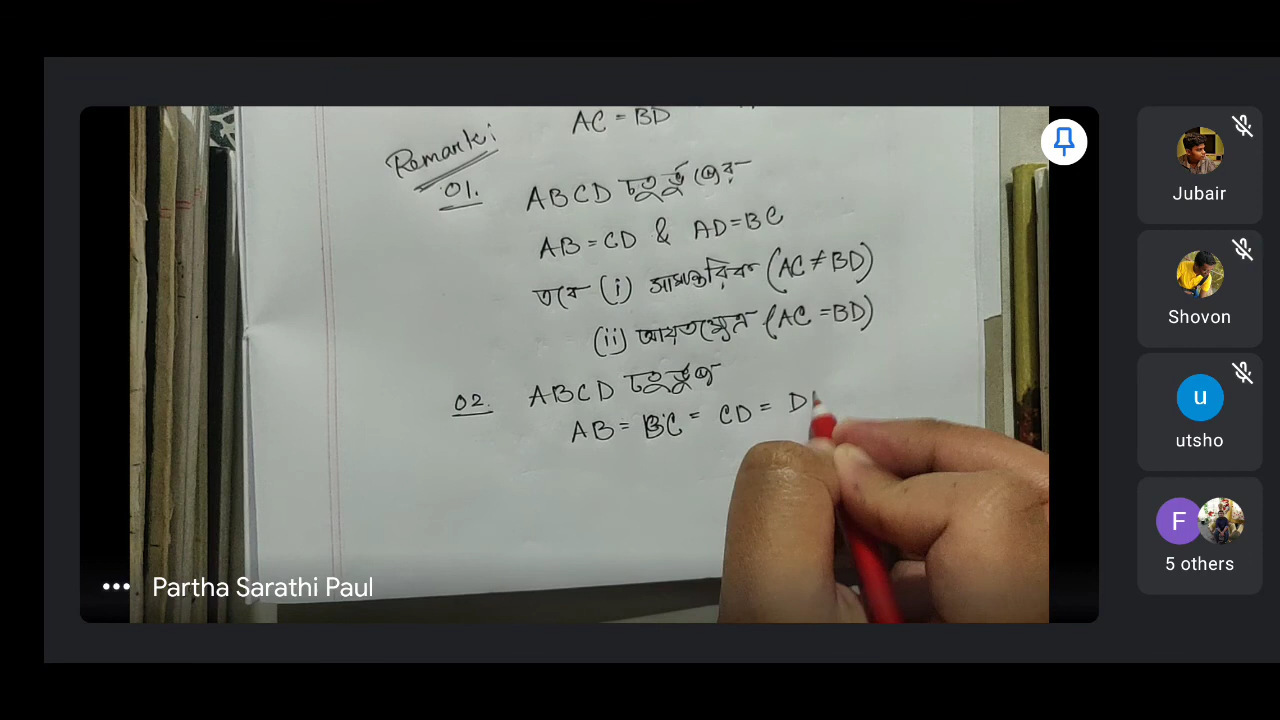 AC = BD
Remark:
01. ABCD চতুর্ভুজের
AB = CD & AD = BC
তবে (i) সামান্তরিক (AC ≠ BD)
(ii) আয়তক্ষেত্র (AC = BD)
02. ABCD চতুর্ভুজ
AB = BC = CD = D
Partha Sarathi Paul
Jubair
Shovon
u
utsho
F
5 others